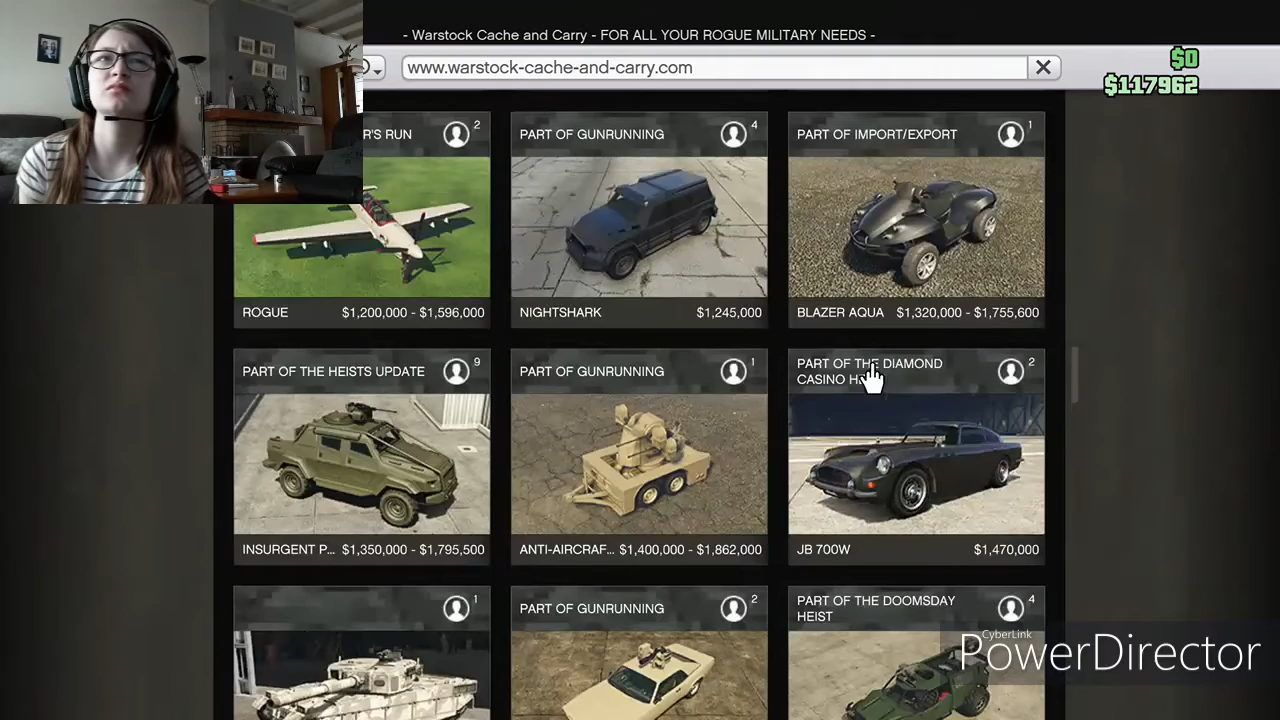 - Warstock Cache and Carry - FOR ALL YOUR ROGUE MILITARY NEEDS -
www.warstock-cache-and-carry.com
$0
$117962
R'S RUN 2
PART OF GUNRUNNING 4
PART OF IMPORT/EXPORT 1
ROGUE $1,200,000 - $1,596,000
NIGHTSHARK $1,245,000
BLAZER AQUA $1,320,000 - $1,755,600
PART OF THE HEISTS UPDATE 9
PART OF GUNRUNNING 1
PART OF THE DIAMOND
CASINO H 2
INSURGENT P... $1,350,000 - $1,795,500
ANTI-AIRCRAF... $1,400,000 - $1,862,000
JB 700W $1,470,000
1
PART OF GUNRUNNING 2
PART OF THE DOOMSDAY
HEIST 4
CyberLink
PowerDirector